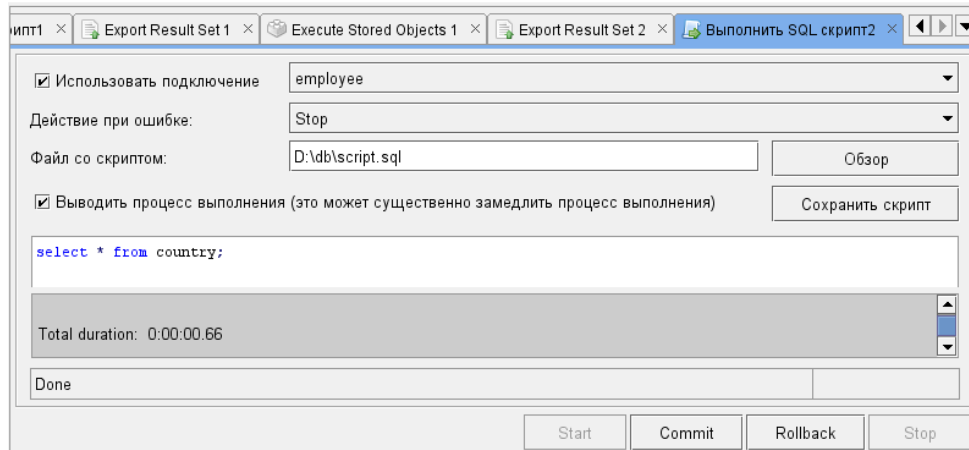 ипт1 Export Result Set 1 Execute Stored Objects 1 Export Result Set 2 Выполнить SQL скрипт2
Использовать подключение employee
Действие при ошибке: Stop
Файл со скриптом: D:\db\script.sql Обзор
Выводить процесс выполнения (это может существенно замедлить процесс выполнения) Сохранить скрипт
select * from country;
Total duration: 0:00:00.66
Done
Start Commit Rollback Stop